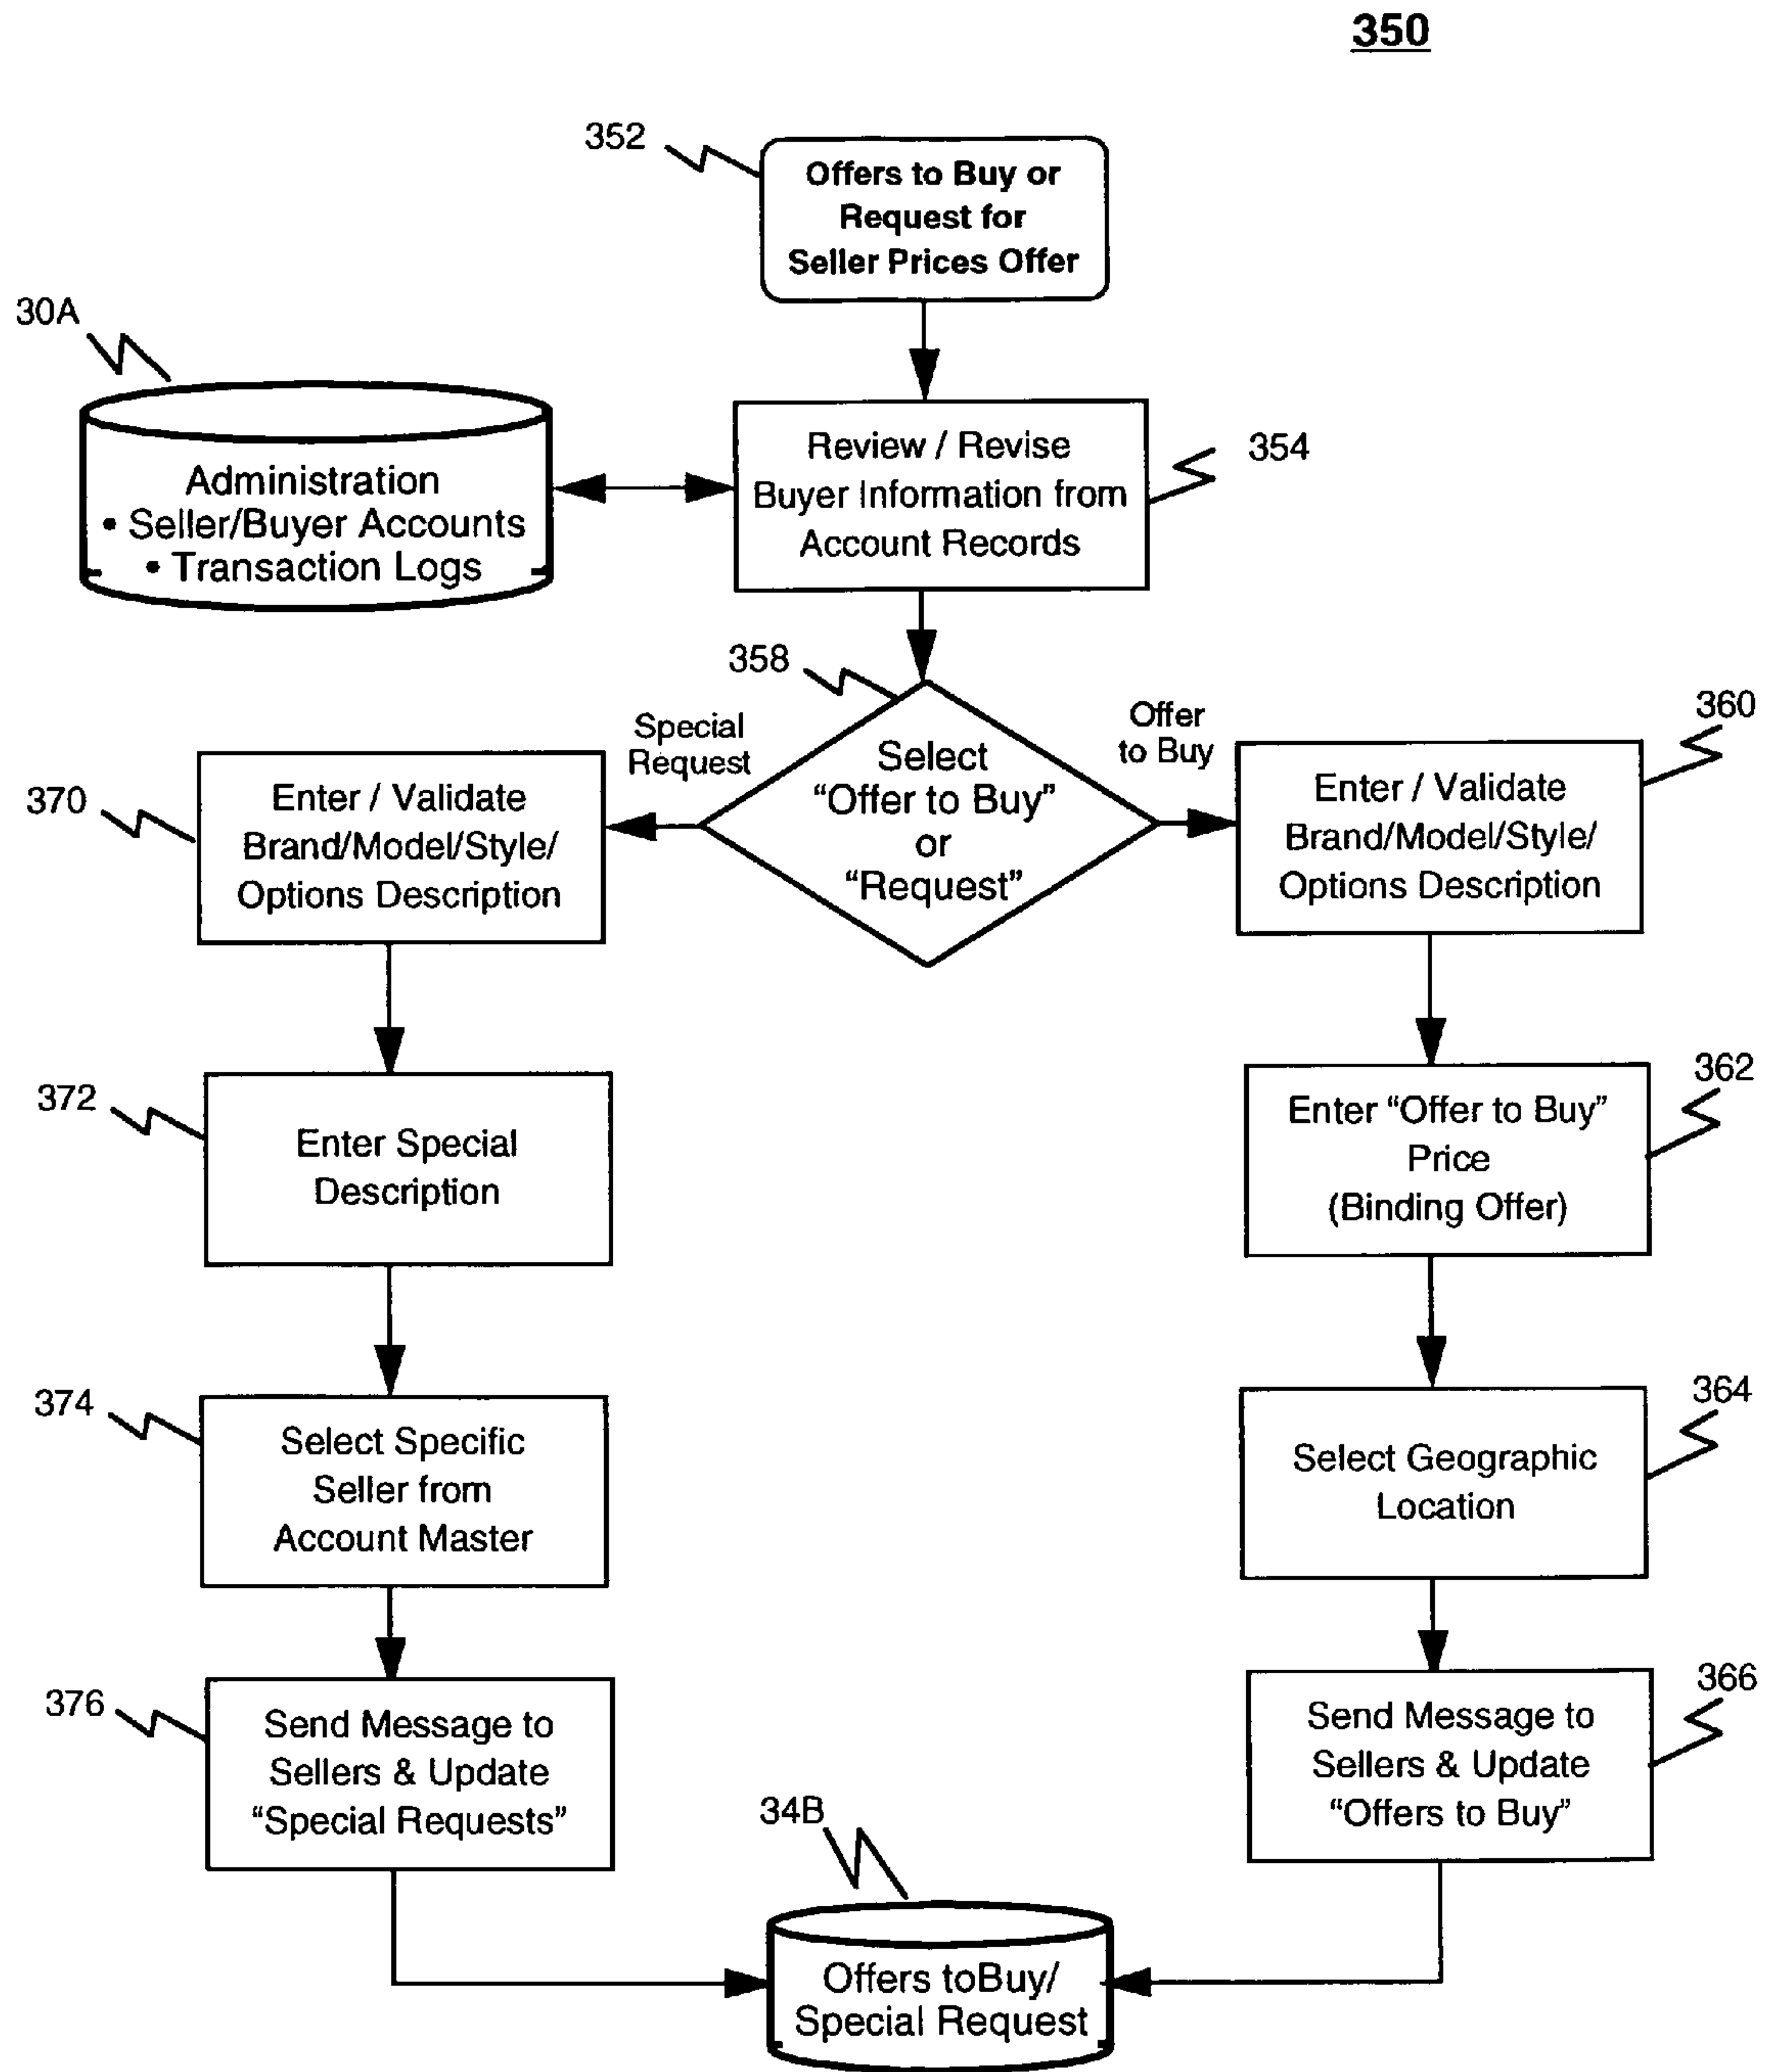 350
352
Offers to Buy or
Request for
Seller Prices Offer
30A
Administration
• Seller/Buyer Accounts
• Transaction Logs
Review / Revise
Buyer Information from
Account Records
354
358
Special
Request
Select
“Offer to Buy”
or
“Request”
Offer
to Buy
360
Enter / Validate
Brand/Model/Style/
Options Description
370
Enter / Validate
Brand/Model/Style/
Options Description
372
Enter Special
Description
362
Enter “Offer to Buy”
Price
(Binding Offer)
374
Select Specific
Seller from
Account Master
364
Select Geographic
Location
376
Send Message to
Sellers & Update
“Special Requests”
366
Send Message to
Sellers & Update
“Offers to Buy”
34B
Offers toBuy/
Special Request